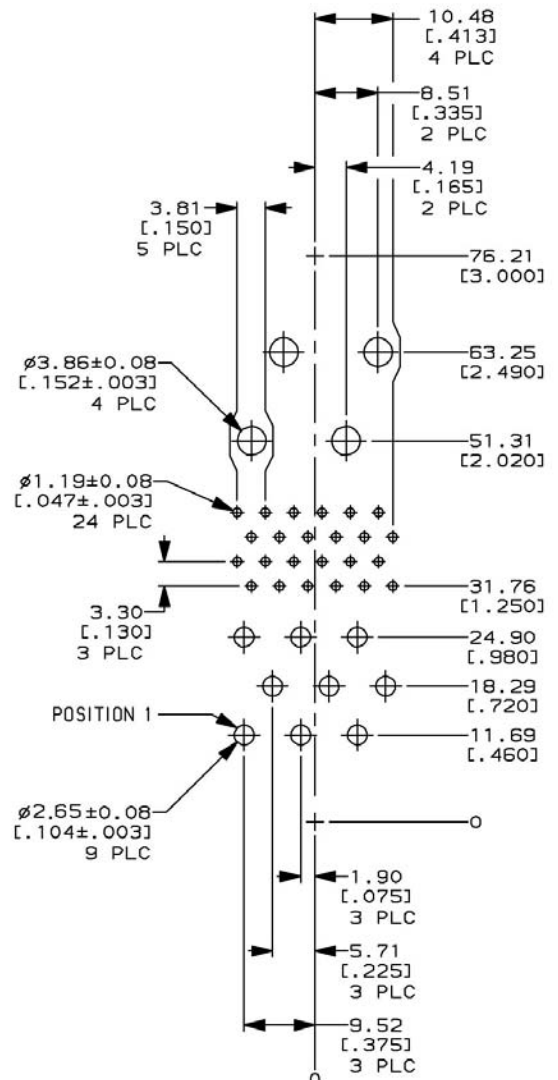 10.48
[.413]
4 PLC
8.51
[.335]
2 PLC
4.19
[.165]
2 PLC
3.81
[.150]
5 PLC
76.21
[3.000]
ø3.86±0.08
[.152±.003]
4 PLC
63.25
[2.490]
51.31
[2.020]
ø1.19±0.08
[.047±.003]
24 PLC
3.30
[.130]
3 PLC
31.76
[1.250]
24.90
[.980]
18.29
[.720]
POSITION 1
11.69
[.460]
ø2.65±0.08
[.104±.003]
9 PLC
0
1.90
[.075]
3 PLC
5.71
[.225]
3 PLC
9.52
[.375]
3 PLC
0